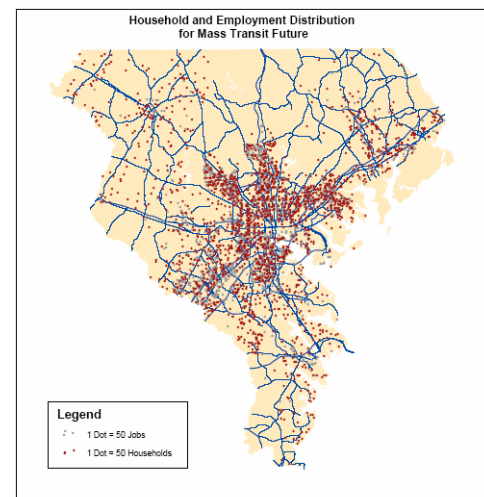 Household and Employment Distribution
for Mass Transit Future
Legend
1 Dot = 50 Jobs
1 Dot = 50 Households